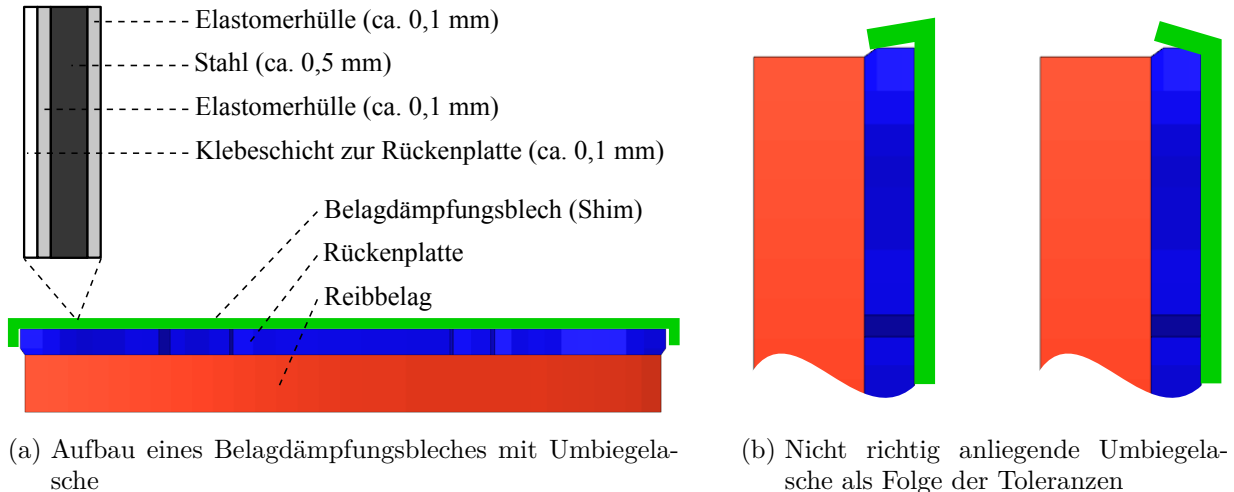 Elastomerhülle (ca. 0,1 mm)
Stahl (ca. 0,5 mm)
Elastomerhülle (ca. 0,1 mm)
Klebeschicht zur Rückenplatte (ca. 0,1 mm)
Belagdämpfungsblech (Shim)
Rückenplatte
Reibbelag
(a) Aufbau eines Belagdämpfungsbleches mit Umbiegela-
sche
(b) Nicht richtig anliegende Umbiegela-
sche als Folge der Toleranzen